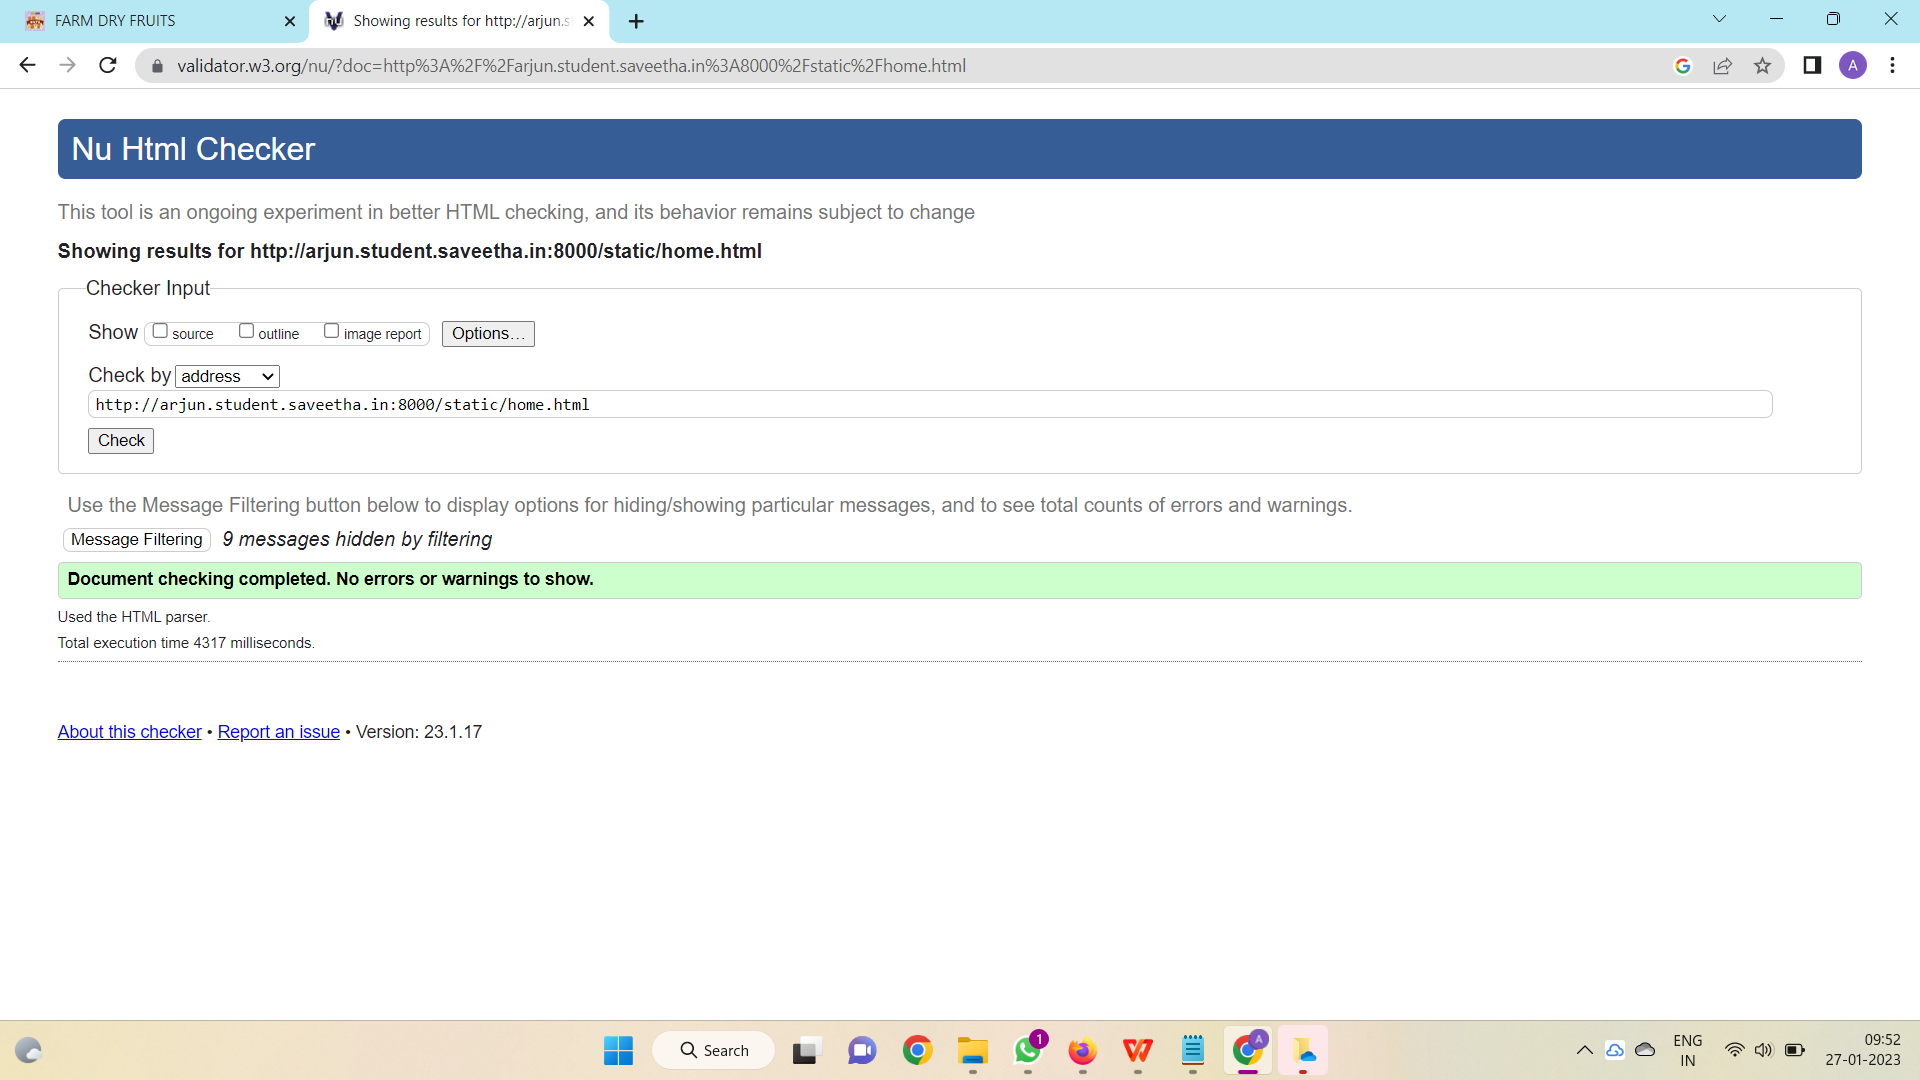 FARM DRY FRUITS
Showing results for http://arjun.s
validator.w3.org/nu/?doc=http%3A%2F%2Farjun.student.saveetha.in%3A8000%2Fstatic%2Fhome.html
A
Nu Html Checker
This tool is an ongoing experiment in better HTML checking, and its behavior remains subject to change
Showing results for http://arjun.student.saveetha.in:8000/static/home.html
Checker Input
Show source outline image report Options...
Check by address
http://arjun.student.saveetha.in:8000/static/home.html
Check
Use the Message Filtering button below to display options for hiding/showing particular messages, and to see total counts of errors and warnings.
Message Filtering 9 messages hidden by filtering
Document checking completed. No errors or warnings to show.
Used the HTML parser.
Total execution time 4317 milliseconds.
About this checker • Report an issue • Version: 23.1.17
Search
1
A
ENG
IN
09:52
27-01-2023